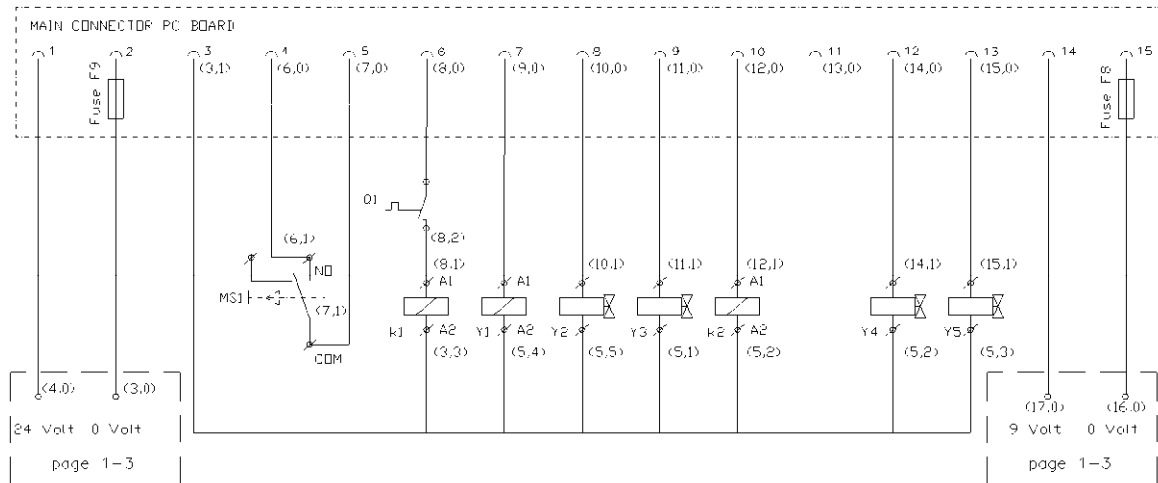 MAIN CONNECTOR PC BOARD
1 2 3 4 5 6 7 8 9 10 11 12 13 14 15
(3,1) (6,0) (7,0) (8,0) (9,0) (10,0) (11,0) (12,0) (13,0) (14,0) (15,0)
Fuse F9
Fuse F8
Q1
(6,1) (8,2)
(8,1) (10,1) (11,1) (12,1) (14,1) (15,1)
NO A1 A1 A1
MS1 (7,1)
k1 A2 Y1 A2 Y2 Y3 k2 A2 Y4 Y5
COM (3,3) (5,4) (5,5) (5,1) (5,2) (5,2) (5,3)
(4,0) (3,0) (17,0) (16,0)
24 Volt 0 Volt 9 Volt 0 Volt
page 1-3 page 1-3